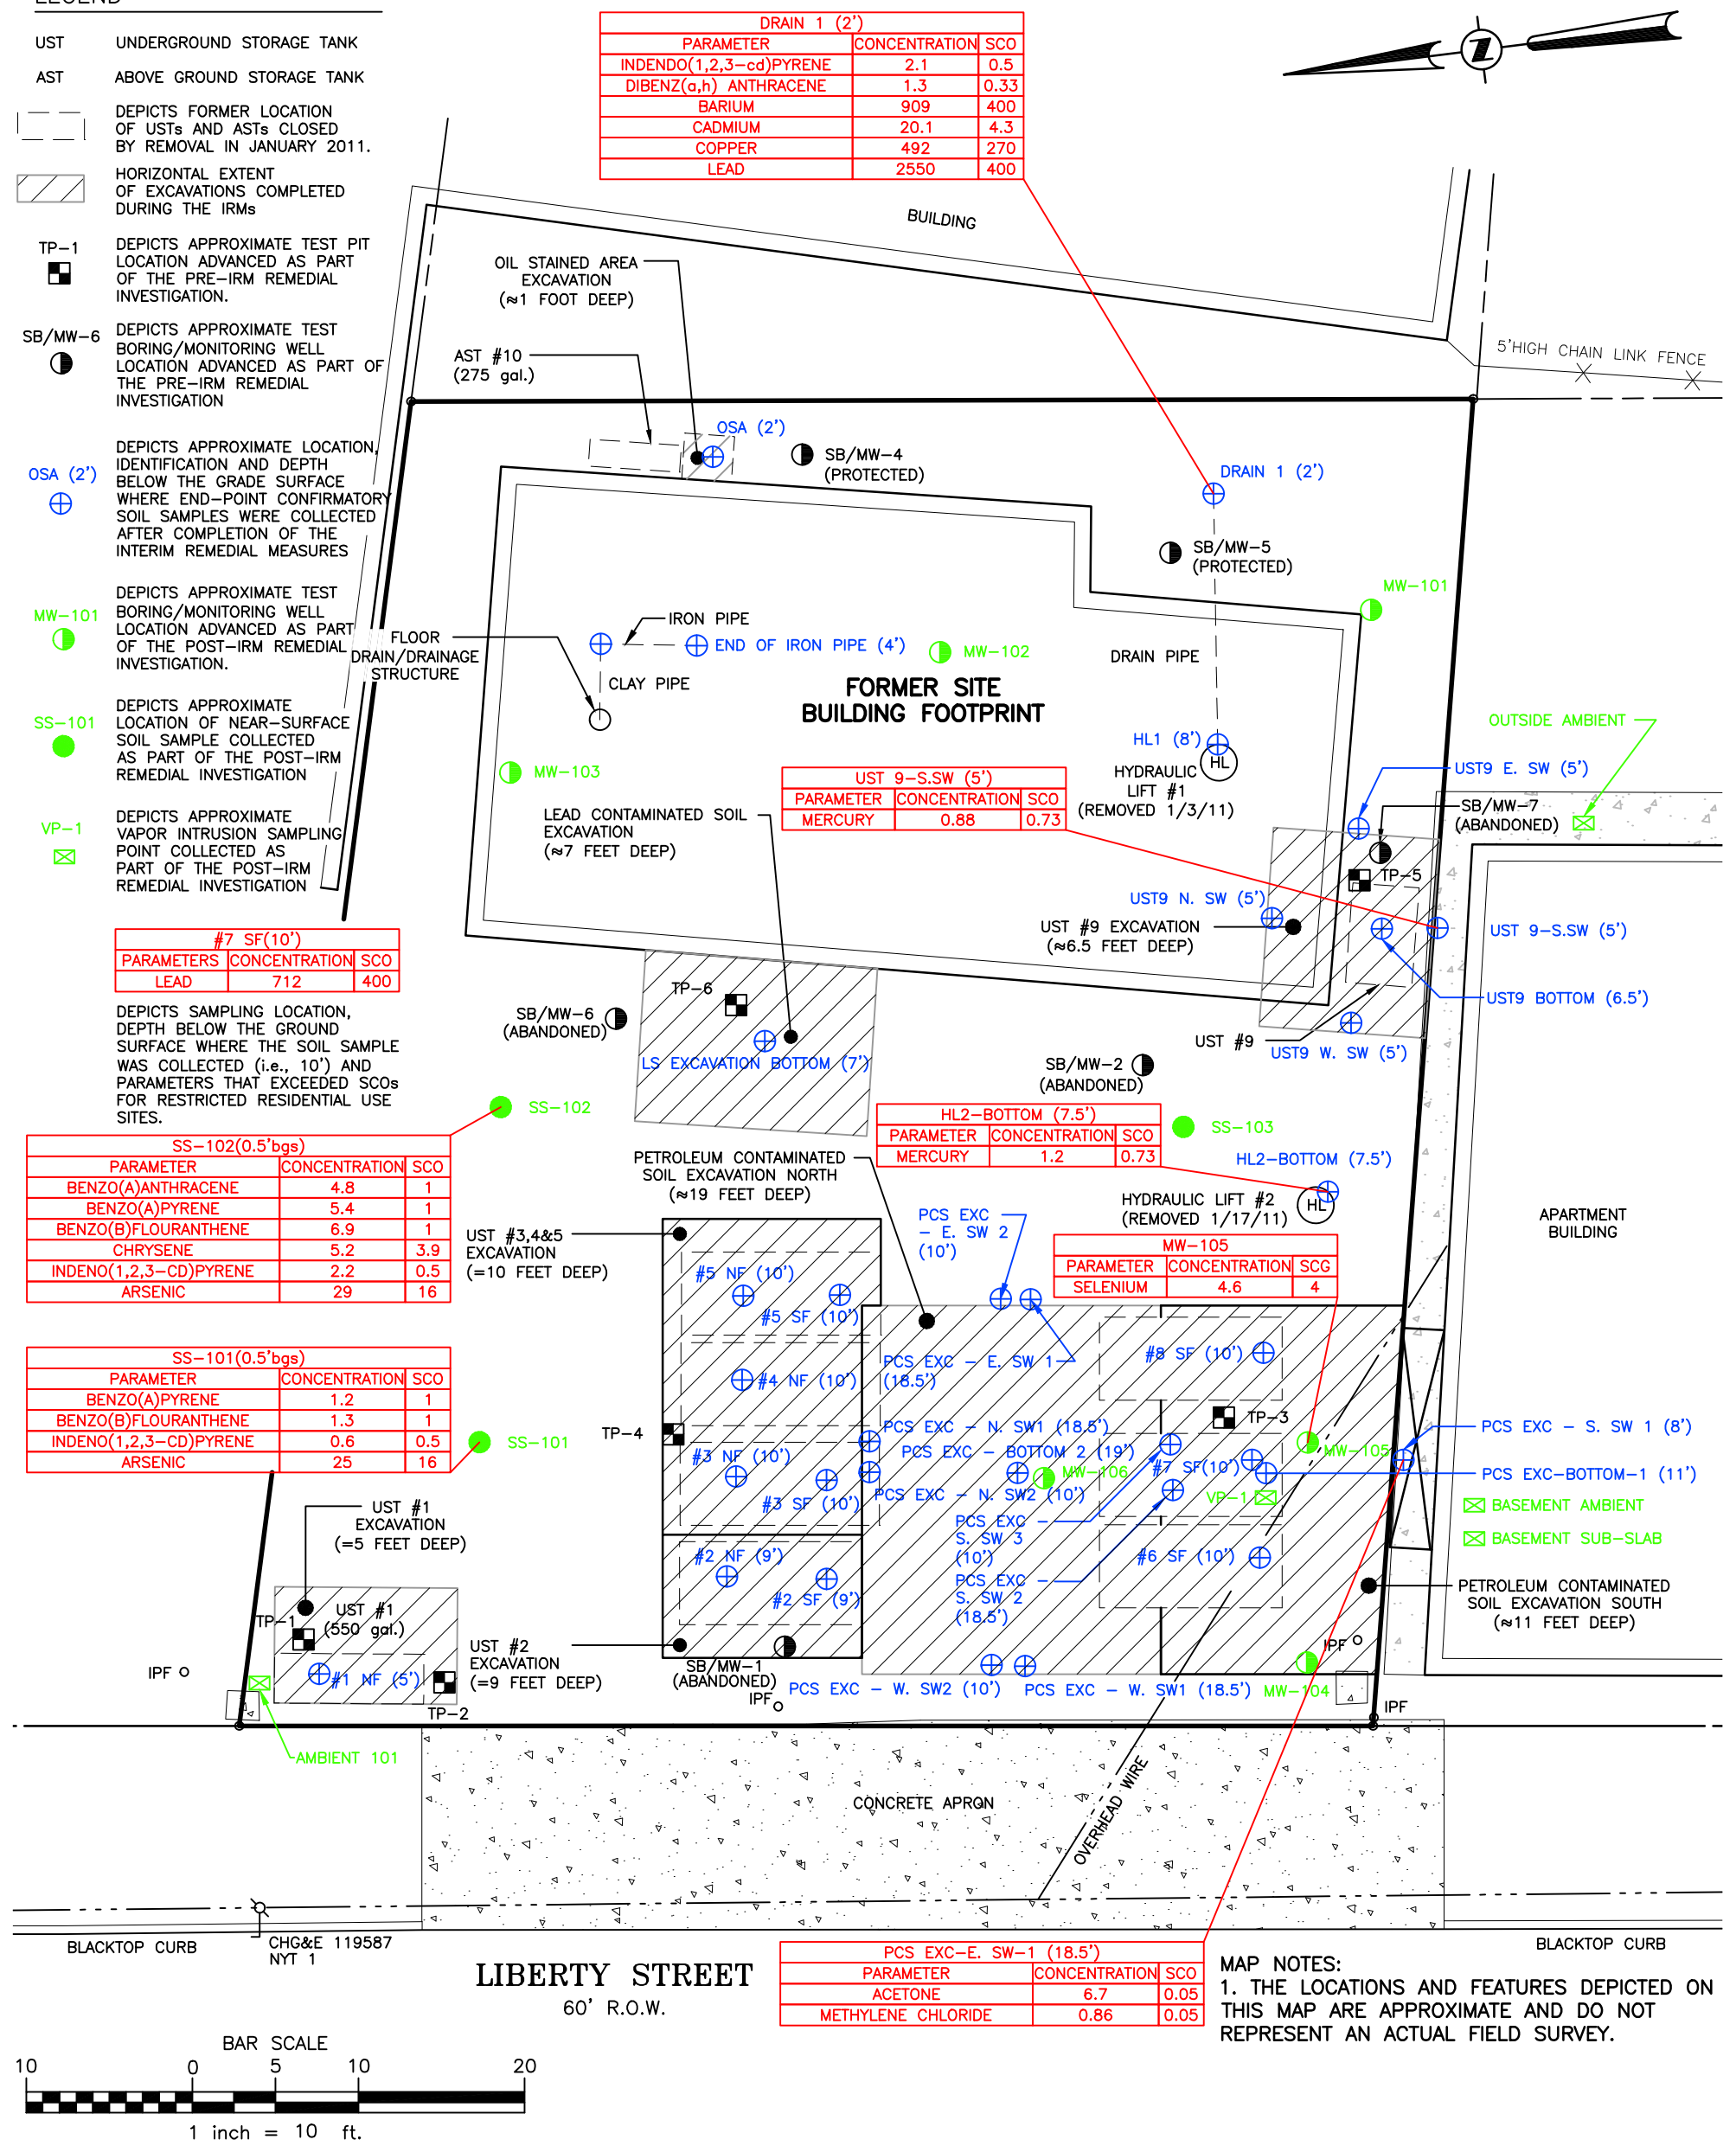 LEGEND
UST
UNDERGROUND STORAGE TANK
AST
ABOVE GROUND STORAGE TANK
DEPICTS FORMER LOCATION
OF USTs AND ASTs CLOSED
BY REMOVAL IN JANUARY 2011.
HORIZONTAL EXTENT
OF EXCAVATIONS COMPLETED
DURING THE IRMs
TP-1
DEPICTS APPROXIMATE TEST PIT
LOCATION ADVANCED AS PART
OF THE PRE-IRM REMEDIAL
INVESTIGATION.
SB/MW-6
DEPICTS APPROXIMATE TEST
BORING/MONITORING WELL
LOCATION ADVANCED AS PART OF
THE PRE-IRM REMEDIAL
INVESTIGATION
OSA (2')
DEPICTS APPROXIMATE LOCATION,
IDENTIFICATION AND DEPTH
BELOW THE GRADE SURFACE
WHERE END-POINT CONFIRMATORY
SOIL SAMPLES WERE COLLECTED
AFTER COMPLETION OF THE
INTERIM REMEDIAL MEASURES
MW-101
DEPICTS APPROXIMATE TEST
BORING/MONITORING WELL
LOCATION ADVANCED AS PART
OF THE POST-IRM REMEDIAL
INVESTIGATION.
SS-101
DEPICTS APPROXIMATE
LOCATION OF NEAR-SURFACE
SOIL SAMPLE COLLECTED
AS PART OF THE POST-IRM
REMEDIAL INVESTIGATION
VP-1
DEPICTS APPROXIMATE
VAPOR INTRUSION SAMPLING
POINT COLLECTED AS
PART OF THE POST-IRM
REMEDIAL INVESTIGATION
#7 SF(10')
PARAMETERS CONCENTRATION SCO
LEAD 712 400
DEPICTS SAMPLING LOCATION,
DEPTH BELOW THE GROUND
SURFACE WHERE THE SOIL SAMPLE
WAS COLLECTED (i.e., 10') AND
PARAMETERS THAT EXCEEDED SCOs
FOR RESTRICTED RESIDENTIAL USE
SITES.
SS-102(0.5'bgs)
PARAMETER CONCENTRATION SCO
BENZO(A)ANTHRACENE 4.8 1
BENZO(A)PYRENE 5.4 1
BENZO(B)FLOURANTHENE 6.9 1
CHRYSENE 5.2 3.9
INDENO(1,2,3-CD)PYRENE 2.2 0.5
ARSENIC 29 16
SS-101(0.5'bgs)
PARAMETER CONCENTRATION SCO
BENZO(A)PYRENE 1.2 1
BENZO(B)FLOURANTHENE 1.3 1
INDENO(1,2,3-CD)PYRENE 0.6 0.5
ARSENIC 25 16
DRAIN 1 (2')
PARAMETER CONCENTRATION SCO
INDENDO(1,2,3-cd)PYRENE 2.1 0.5
DIBENZ(a,h) ANTHRACENE 1.3 0.33
BARIUM 909 400
CADMIUM 20.1 4.3
COPPER 492 270
LEAD 2550 400
Z
BUILDING
5'HIGH CHAIN LINK FENCE
OIL STAINED AREA
EXCAVATION
(≈1 FOOT DEEP)
AST #10
(275 gal.)
OSA (2')
SB/MW-4
(PROTECTED)
DRAIN 1 (2')
SB/MW-5
(PROTECTED)
MW-101
IRON PIPE
END OF IRON PIPE (4')
FLOOR
DRAIN/DRAINAGE
STRUCTURE
CLAY PIPE
MW-102
DRAIN PIPE
FORMER SITE
BUILDING FOOTPRINT
MW-103
HL1 (8')
HL
HYDRAULIC
LIFT #1
(REMOVED 1/3/11)
UST 9-S.SW (5')
PARAMETER CONCENTRATION SCO
MERCURY 0.88 0.73
LEAD CONTAMINATED SOIL
EXCAVATION
(≈7 FEET DEEP)
OUTSIDE AMBIENT
UST9 E. SW (5')
SB/MW-7
(ABANDONED)
TP-5
UST9 N. SW (5')
UST #9 EXCAVATION
(≈6.5 FEET DEEP)
UST 9-S.SW (5')
UST9 BOTTOM (6.5')
UST #9
UST9 W. SW (5')
TP-6
SB/MW-6
(ABANDONED)
LS EXCAVATION BOTTOM (7')
SB/MW-2
(ABANDONED)
SS-102
SS-103
HL2-BOTTOM (7.5')
PARAMETER CONCENTRATION SCO
MERCURY 1.2 0.73
HL2-BOTTOM (7.5')
HL
HYDRAULIC LIFT #2
(REMOVED 1/17/11)
PETROLEUM CONTAMINATED
SOIL EXCAVATION NORTH
(≈19 FEET DEEP)
APARTMENT
BUILDING
UST #3,4&5
EXCAVATION
(=10 FEET DEEP)
PCS EXC
- E. SW 2
(10')
MW-105
PARAMETER CONCENTRATION SCG
SELENIUM 4.6 4
#5 NF (10')
#5 SF (10')
#4 NF (10')
PCS EXC - E. SW 1
(18.5')
#8 SF (10')
TP-3
TP-4
SS-101
#3 NF (10')
#3 SF (10')
PCS EXC - N. SW1 (18.5')
PCS EXC - BOTTOM 2 (19')
MW-106
PCS EXC - N. SW2 (10')
#7 SF(10')
VP-1
MW-105
PCS EXC - S. SW 1 (8')
PCS EXC-BOTTOM-1 (11')
BASEMENT AMBIENT
BASEMENT SUB-SLAB
PCS EXC -
S. SW 3
(10')
PCS EXC -
S. SW 2
(18.5')
#6 SF (10')
#2 NF (9')
#2 SF (9')
UST #1
EXCAVATION
(=5 FEET DEEP)
TP-1
UST #1
(550 gal.)
#1 NF (5')
TP-2
IPF
UST #2
EXCAVATION
(=9 FEET DEEP)
SB/MW-1
(ABANDONED)
IPF
PCS EXC - W. SW2 (10')
PCS EXC - W. SW1 (18.5')
MW-104
IPF
IPF
PETROLEUM CONTAMINATED
SOIL EXCAVATION SOUTH
(≈11 FEET DEEP)
AMBIENT 101
CONCRETE APRON
OVERHEAD WIRE
BLACKTOP CURB
CHG&E 119587
NYT 1
BLACKTOP CURB
LIBERTY STREET
60' R.O.W.
PCS EXC-E. SW-1 (18.5')
PARAMETER CONCENTRATION SCO
ACETONE 6.7 0.05
METHYLENE CHLORIDE 0.86 0.05
MAP NOTES:
1. THE LOCATIONS AND FEATURES DEPICTED ON
THIS MAP ARE APPROXIMATE AND DO NOT
REPRESENT AN ACTUAL FIELD SURVEY.
BAR SCALE
10 0 5 10 20
1 inch = 10 ft.